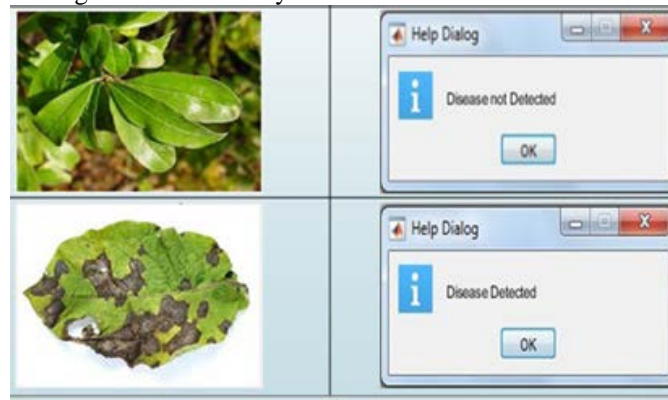 Help Dialog
Disease not Detected
OK
Help Dialog
Disease Detected
OK